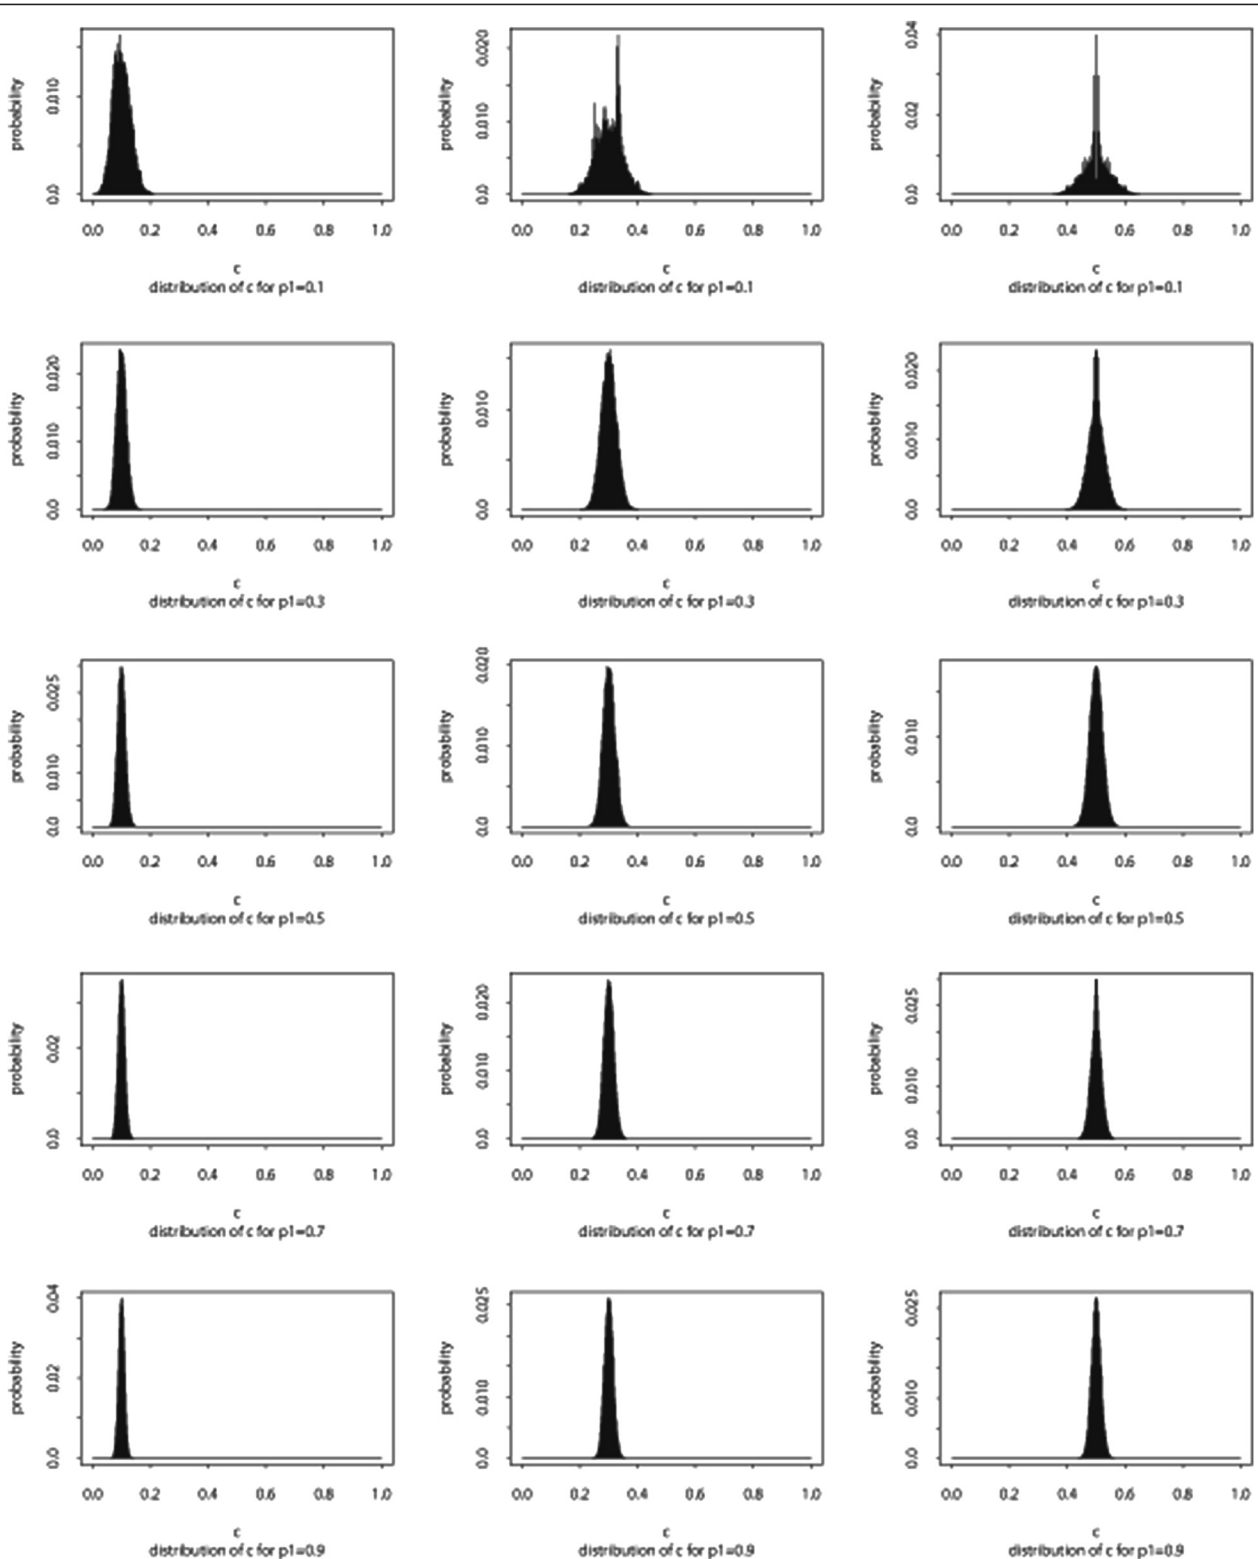 probability
0.0 0.010
0.0 0.2 0.4 0.6 0.8 1.0
c
distribution of c for p1=0.1
probability
0.0 0.010 0.020
0.0 0.2 0.4 0.6 0.8 1.0
c
distribution of c for p1=0.1
probability
0.0 0.02 0.04
0.0 0.2 0.4 0.6 0.8 1.0
c
distribution of c for p1=0.1
probability
0.0 0.010 0.020
0.0 0.2 0.4 0.6 0.8 1.0
c
distribution of c for p1=0.3
probability
0.0 0.010
0.0 0.2 0.4 0.6 0.8 1.0
c
distribution of c for p1=0.3
probability
0.0 0.010 0.020
0.0 0.2 0.4 0.6 0.8 1.0
c
distribution of c for p1=0.3
probability
0.0 0.010 0.025
0.0 0.2 0.4 0.6 0.8 1.0
c
distribution of c for p1=0.5
probability
0.0 0.010 0.020
0.0 0.2 0.4 0.6 0.8 1.0
c
distribution of c for p1=0.5
probability
0.0 0.010
0.0 0.2 0.4 0.6 0.8 1.0
c
distribution of c for p1=0.5
probability
0.0 0.02
0.0 0.2 0.4 0.6 0.8 1.0
c
distribution of c for p1=0.7
probability
0.0 0.010 0.020
0.0 0.2 0.4 0.6 0.8 1.0
c
distribution of c for p1=0.7
probability
0.0 0.010 0.025
0.0 0.2 0.4 0.6 0.8 1.0
c
distribution of c for p1=0.7
probability
0.0 0.02 0.04
0.0 0.2 0.4 0.6 0.8 1.0
c
distribution of c for p1=0.9
probability
0.0 0.010 0.025
0.0 0.2 0.4 0.6 0.8 1.0
c
distribution of c for p1=0.9
probability
0.0 0.010 0.025
0.0 0.2 0.4 0.6 0.8 1.0
c
distribution of c for p1=0.9